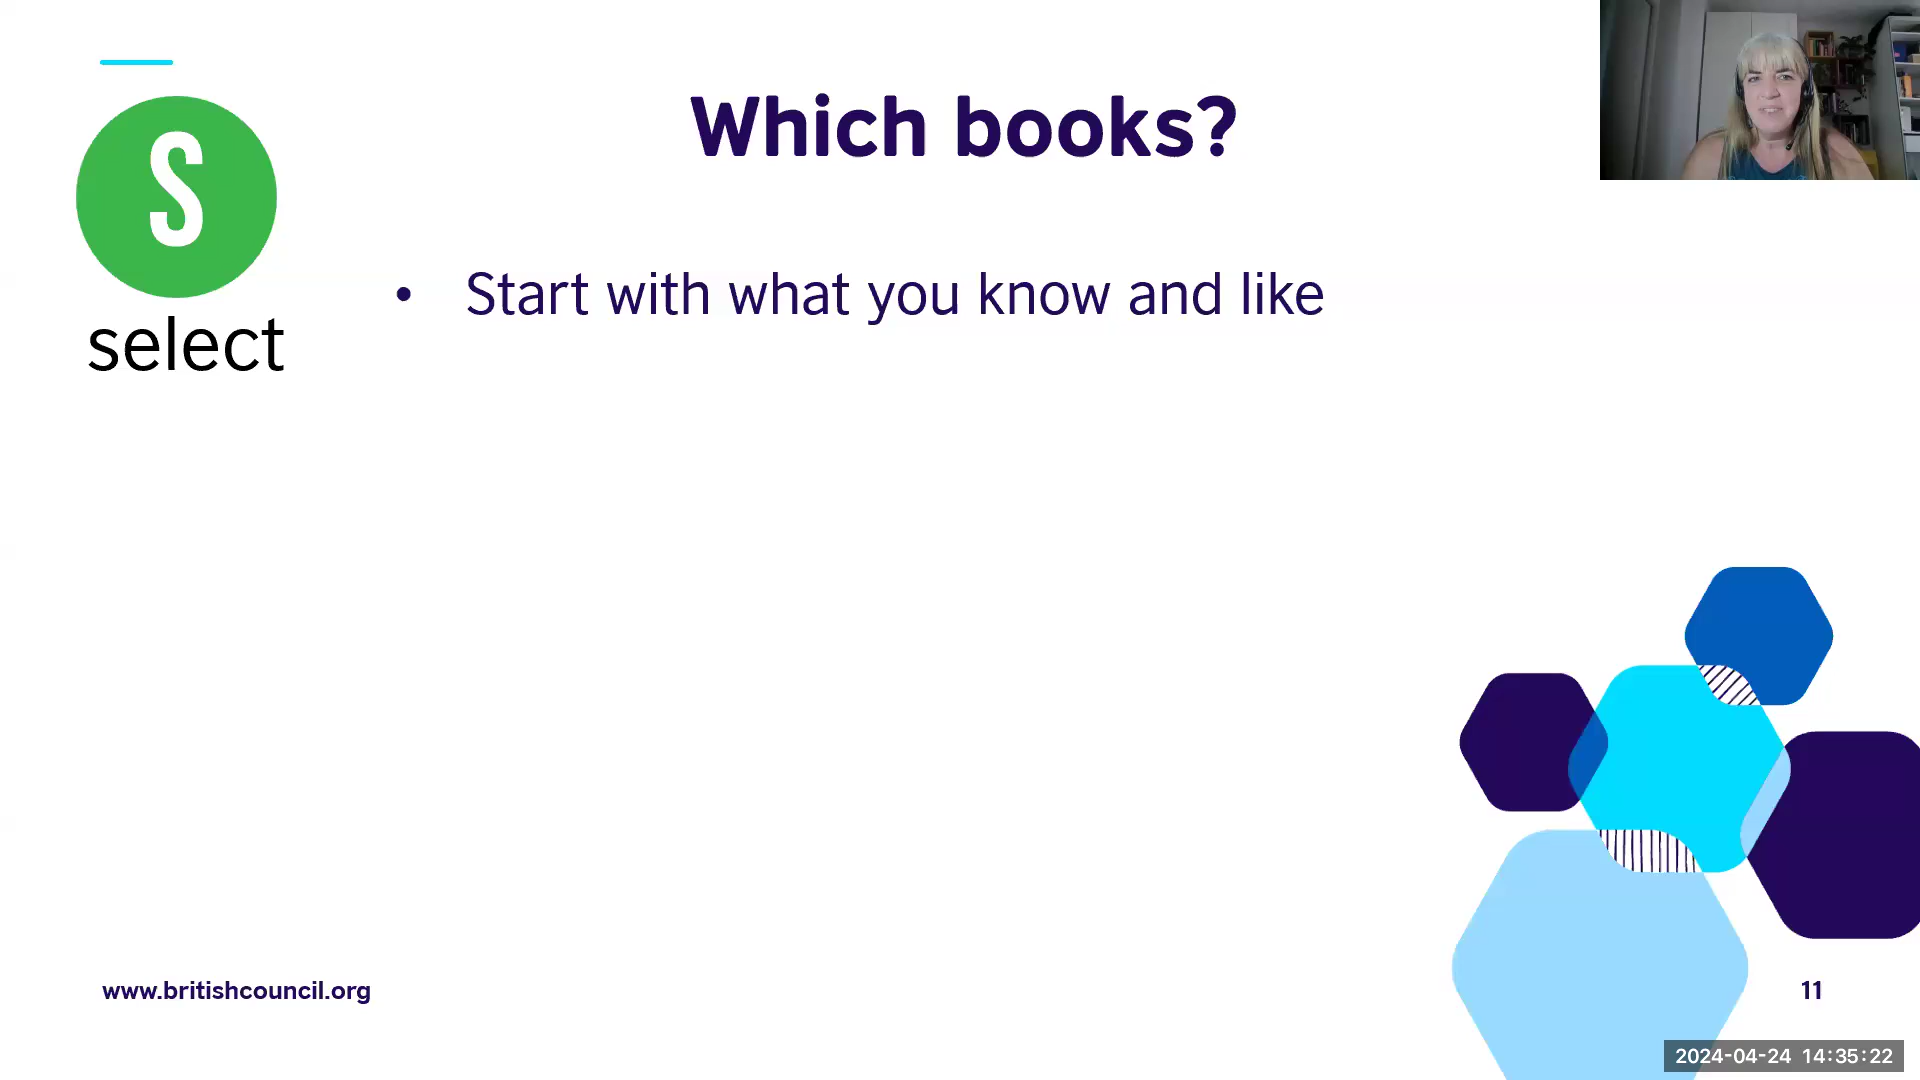 S
select
Which books?
• Start with what you know and like
www.britishcouncil.org
11
2024-04-24 14:35:22